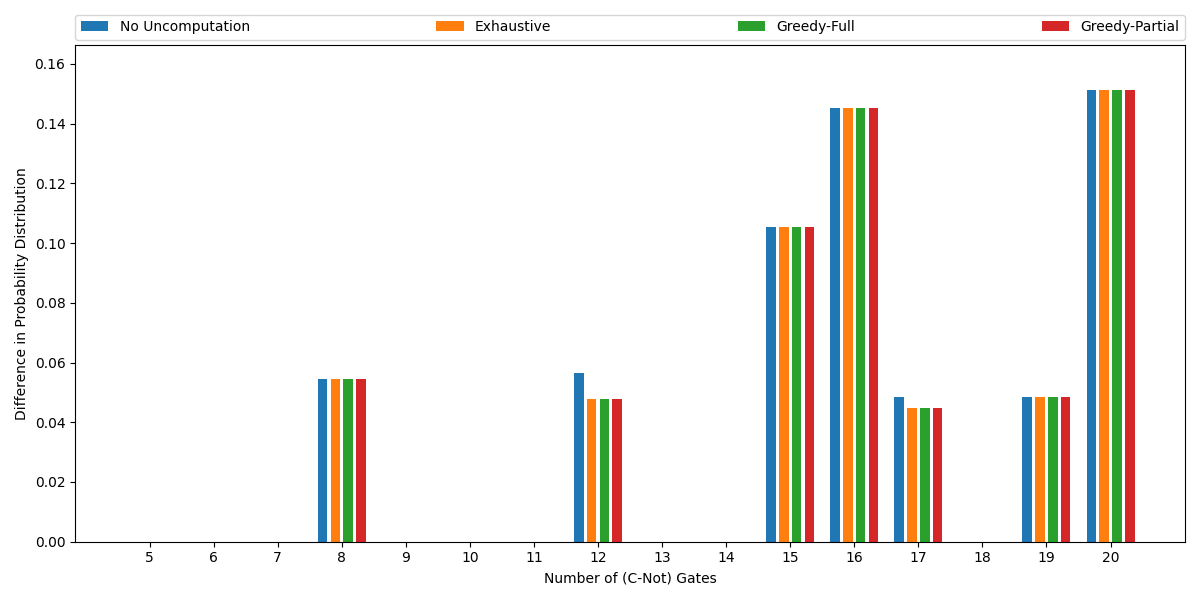 No Uncomputation Exhaustive Greedy-Full Greedy-Partial
0.16
0.14
0.12
0.10
0.08
0.06
0.04
0.02
0.00
Difference in Probability Distribution
5 6 7 8 9 10 11 12 13 14 15 16 17 18 19 20
Number of (C-Not) Gates